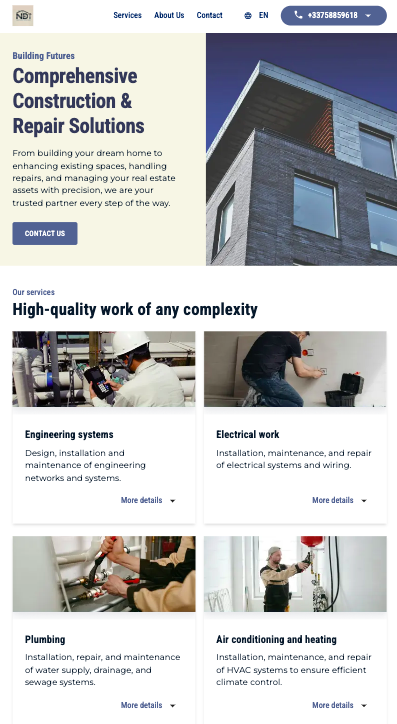 NDT
Services About Us Contact EN +33758859618
Building Futures
Comprehensive
Construction &
Repair Solutions
From building your dream home to
enhancing existing spaces, handling
repairs, and managing your real estate
assets with precision, we are your
trusted partner every step of the way.
CONTACT US
Our services
High-quality work of any complexity
Engineering systems
Design, installation and
maintenance of engineering
networks and systems.
More details
Electrical work
Installation, maintenance, and repair
of electrical systems and wiring.
More details
Plumbing
Installation, repair, and maintenance
of water supply, drainage, and
sewage systems.
More details
Air conditioning and heating
Installation, maintenance, and repair
of HVAC systems to ensure efficient
climate control.
More details